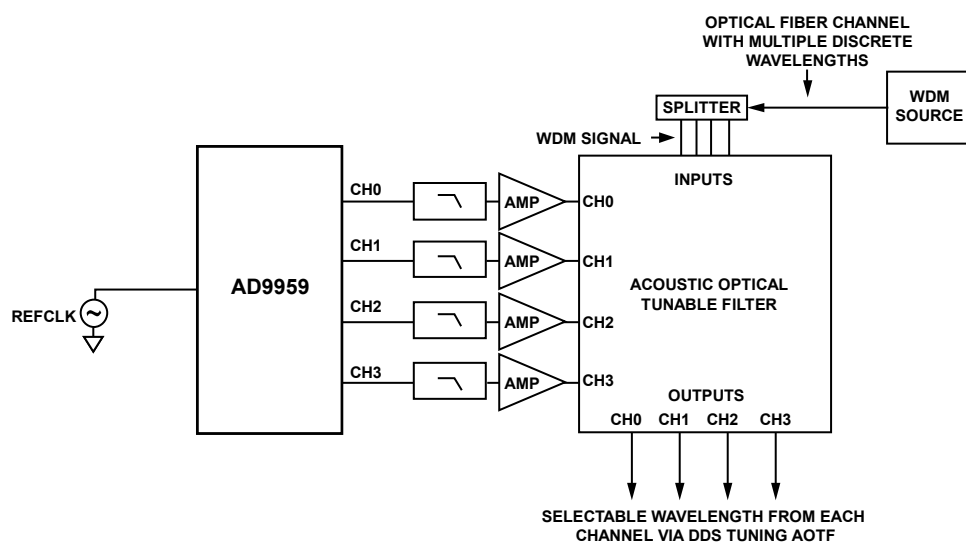 OPTICAL FIBER CHANNEL
WITH MULTIPLE DISCRETE
WAVELENGTHS
WDM
SOURCE
SPLITTER
WDM SIGNAL
INPUTS
CH0
AMP
CH0
CH1
AMP
CH1
AD9959
ACOUSTIC OPTICAL
TUNABLE FILTER
REFCLK
CH2
AMP
CH2
CH3
AMP
CH3
OUTPUTS
CH0 CH1 CH2 CH3
SELECTABLE WAVELENGTH FROM EACH
CHANNEL VIA DDS TUNING AOTF